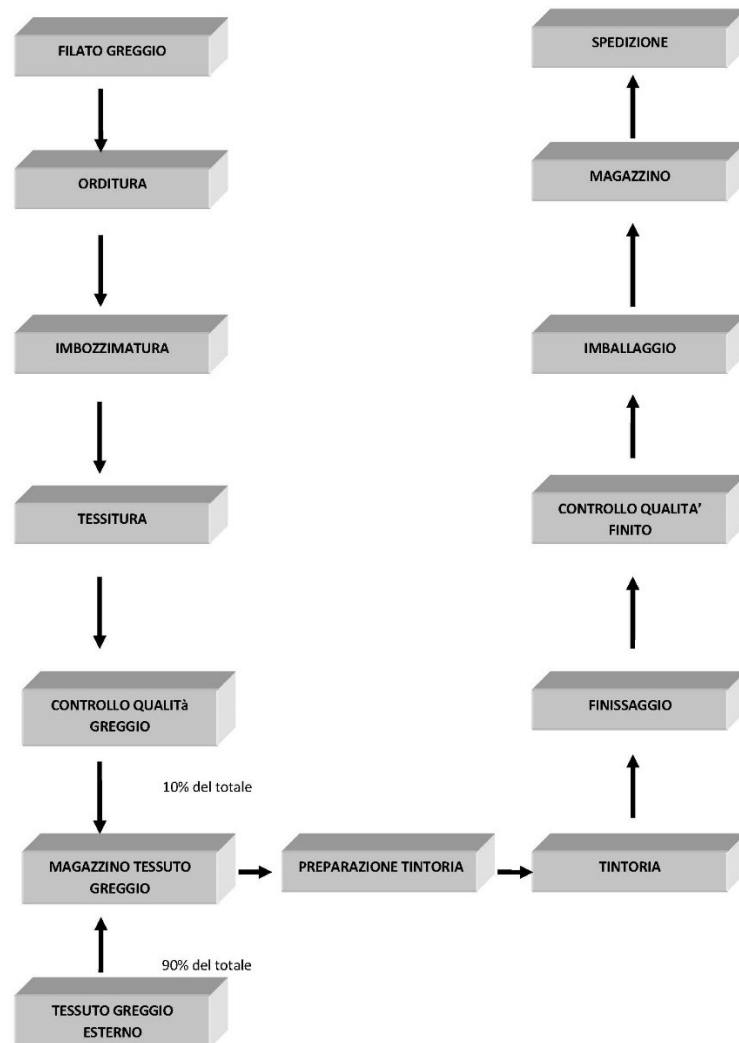 FILATO GREGGIO
ORDITURA
IMBOZZIMATURA
TESSITURA
CONTROLLO QUALITà
GREGGIO
10% del totale
MAGAZZINO TESSUTO
GREGGIO
90% del totale
TESSUTO GREGGIO
ESTERNO
PREPARAZIONE TINTORIA
TINTORIA
FINISSAGGIO
CONTROLLO QUALITA’
FINITO
IMBALLAGGIO
MAGAZZINO
SPEDIZIONE